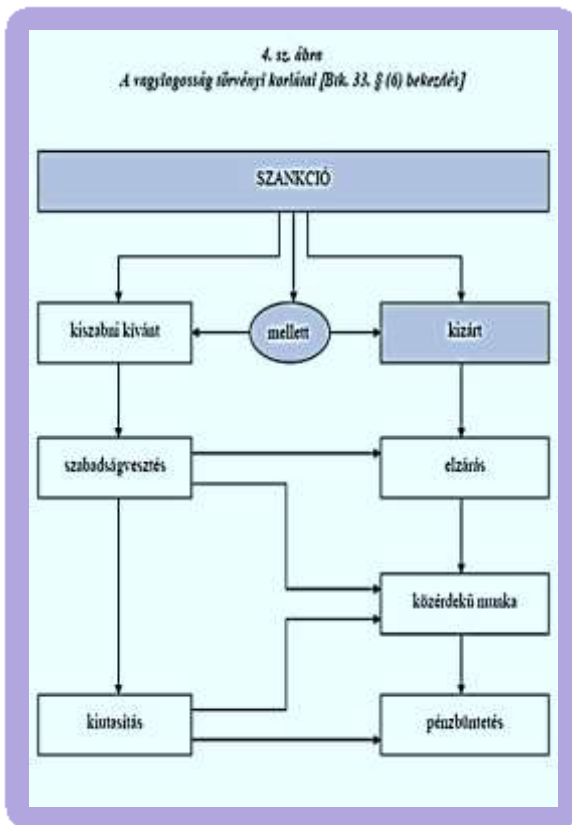 4. sz. ábra
A vagylagosság törvényi korlátai [Btk. 33. § (6) bekezdés]
SZANKCIÓ
kiszabni kívánt
mellett
kizárt
szabadságvesztés
elzárás
közérdekű munka
kiutasítás
pénzbüntetés